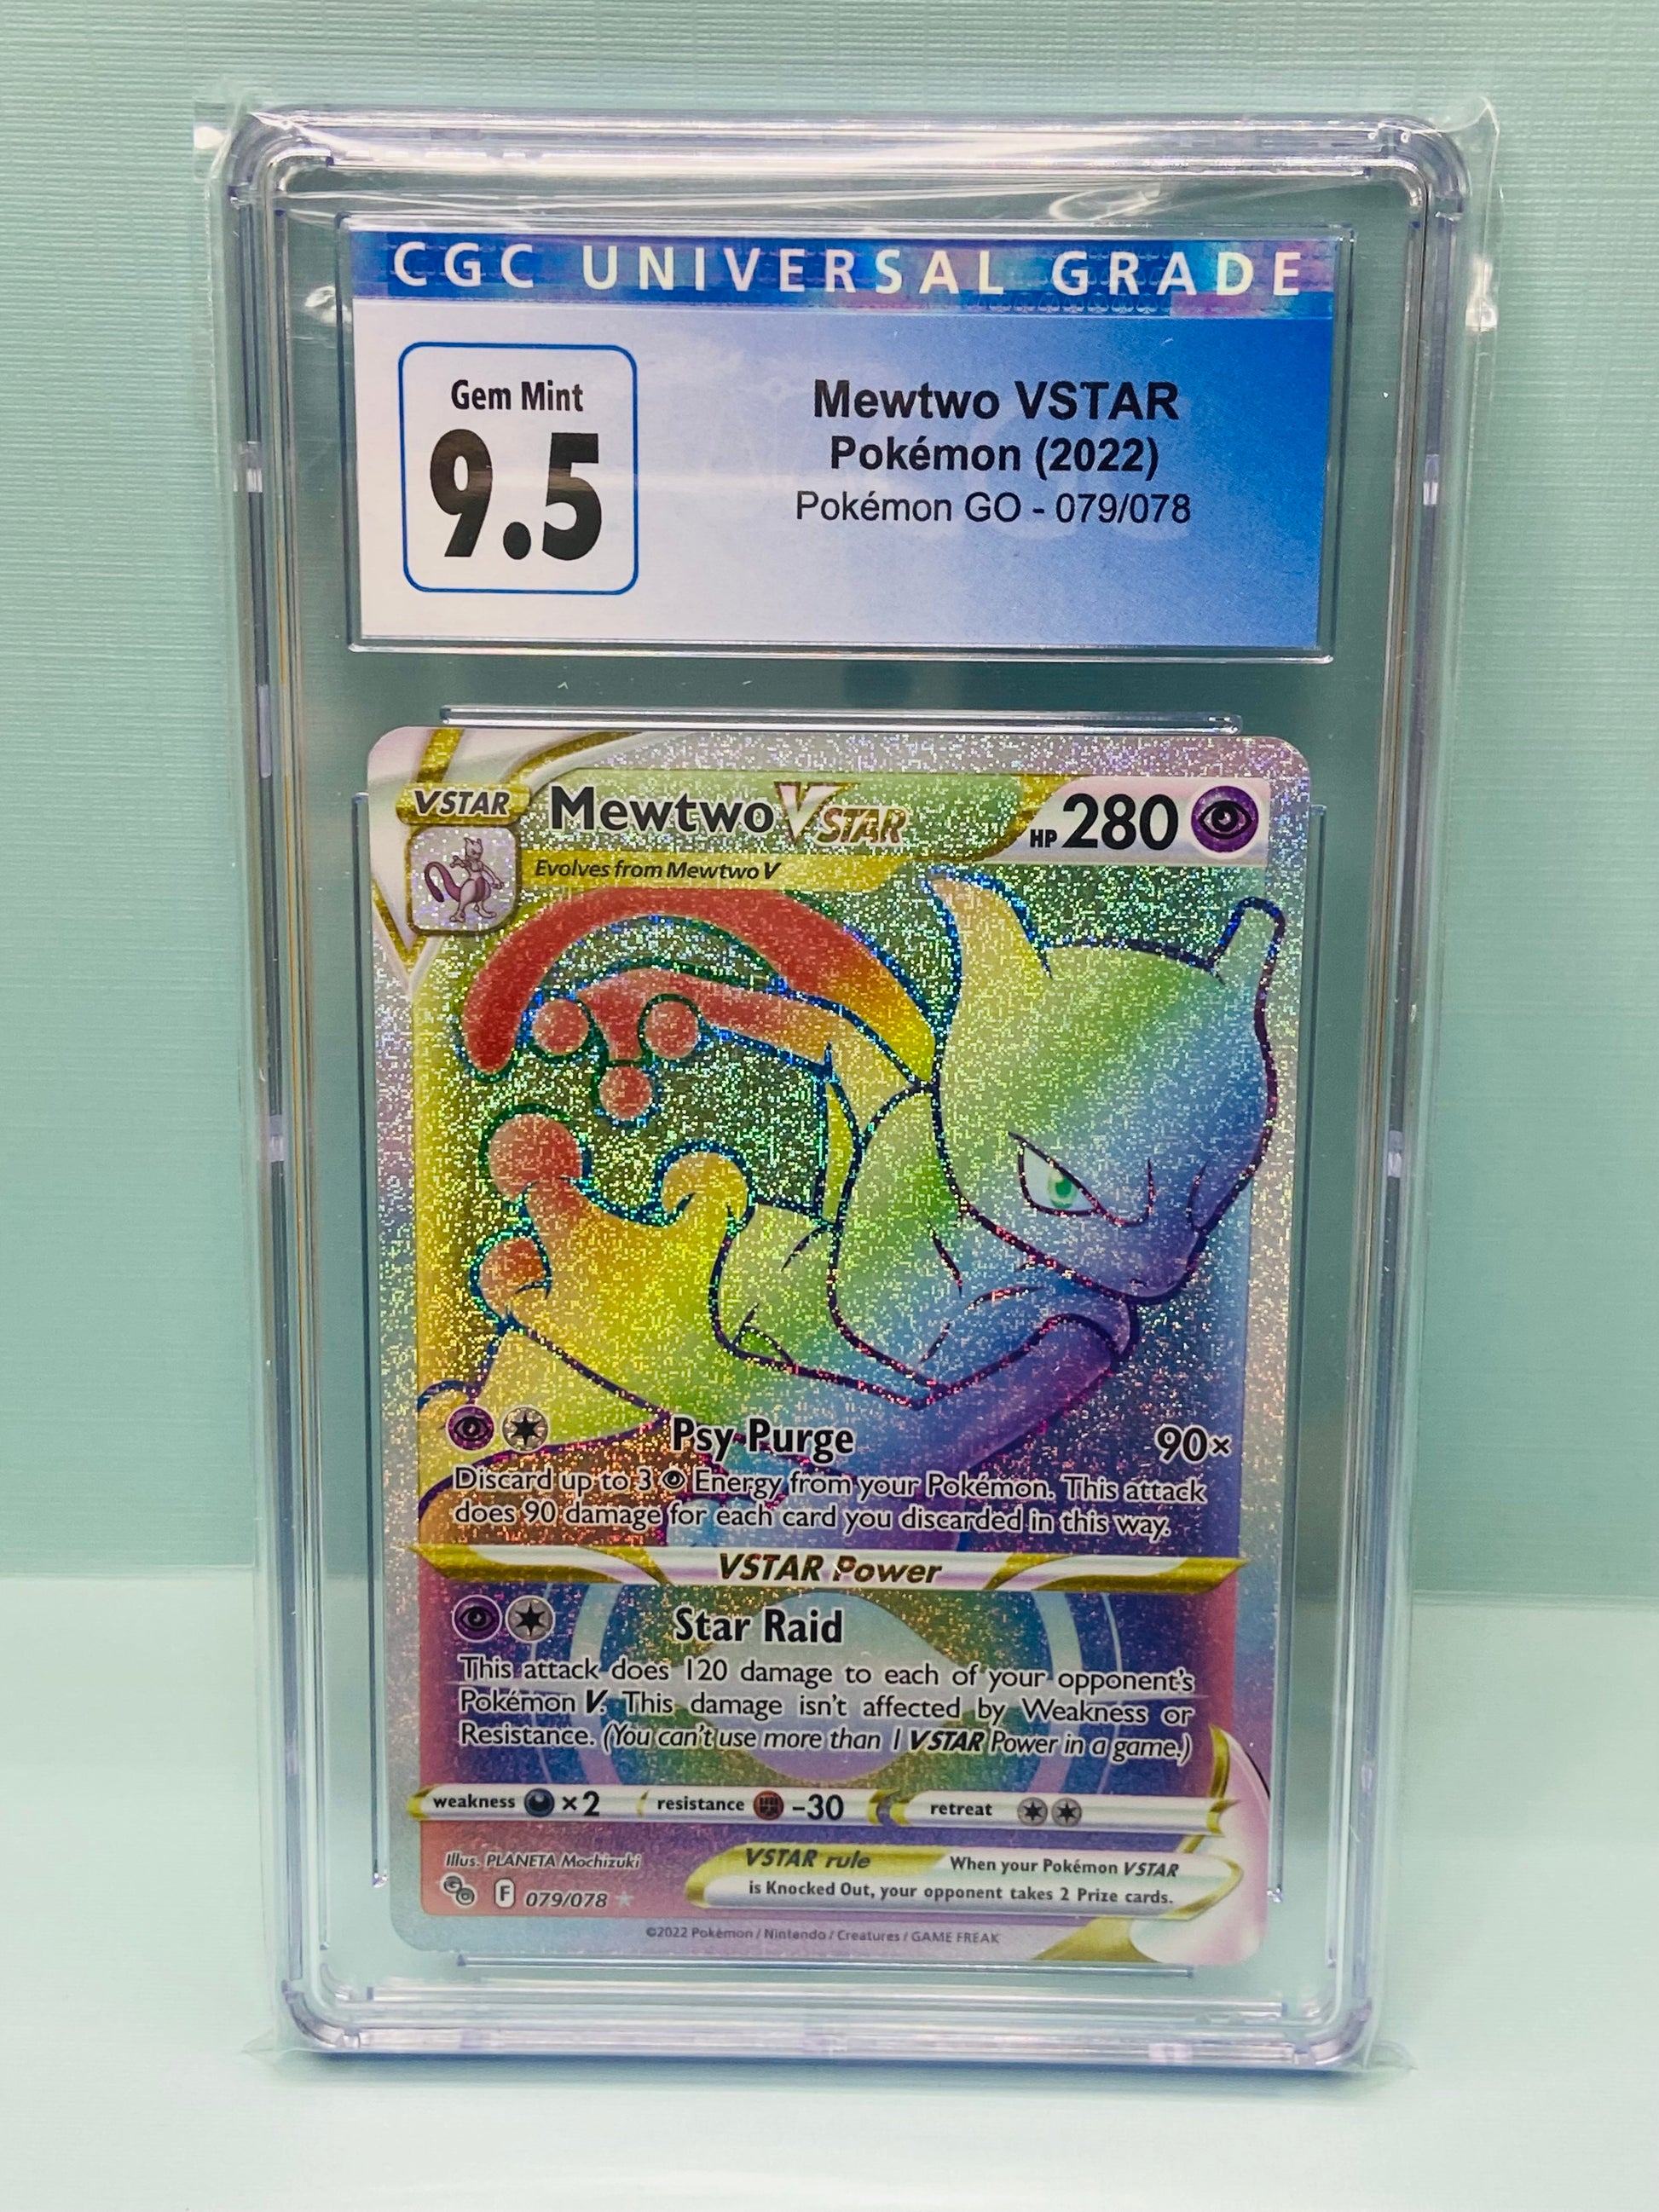 CGC UNIVERSAL GRADE
Gem Mint
9.5
Mewtwo VSTAR
Pokémon (2022)
Pokémon GO - 079/078
VSTAR
Mewtwo VSTAR
HP 280
Evolves from Mewtwo V
Psy Purge 90×
Discard up to 3 Energy from your Pokémon. This attack
does 90 damage for each card you discarded in this way.
VSTAR Power
Star Raid
This attack does 120 damage to each of your opponent's
Pokémon V. This damage isn't affected by Weakness or
Resistance. (You can't use more than 1 VSTAR Power in a game.)
weakness ×2 resistance -30 retreat
Illus. PLANETA Mochizuki
VSTAR rule When your Pokémon VSTAR
is Knocked Out, your opponent takes 2 Prize cards.
GO F 079/078
©2022 Pokémon / Nintendo / Creatures / GAME FREAK